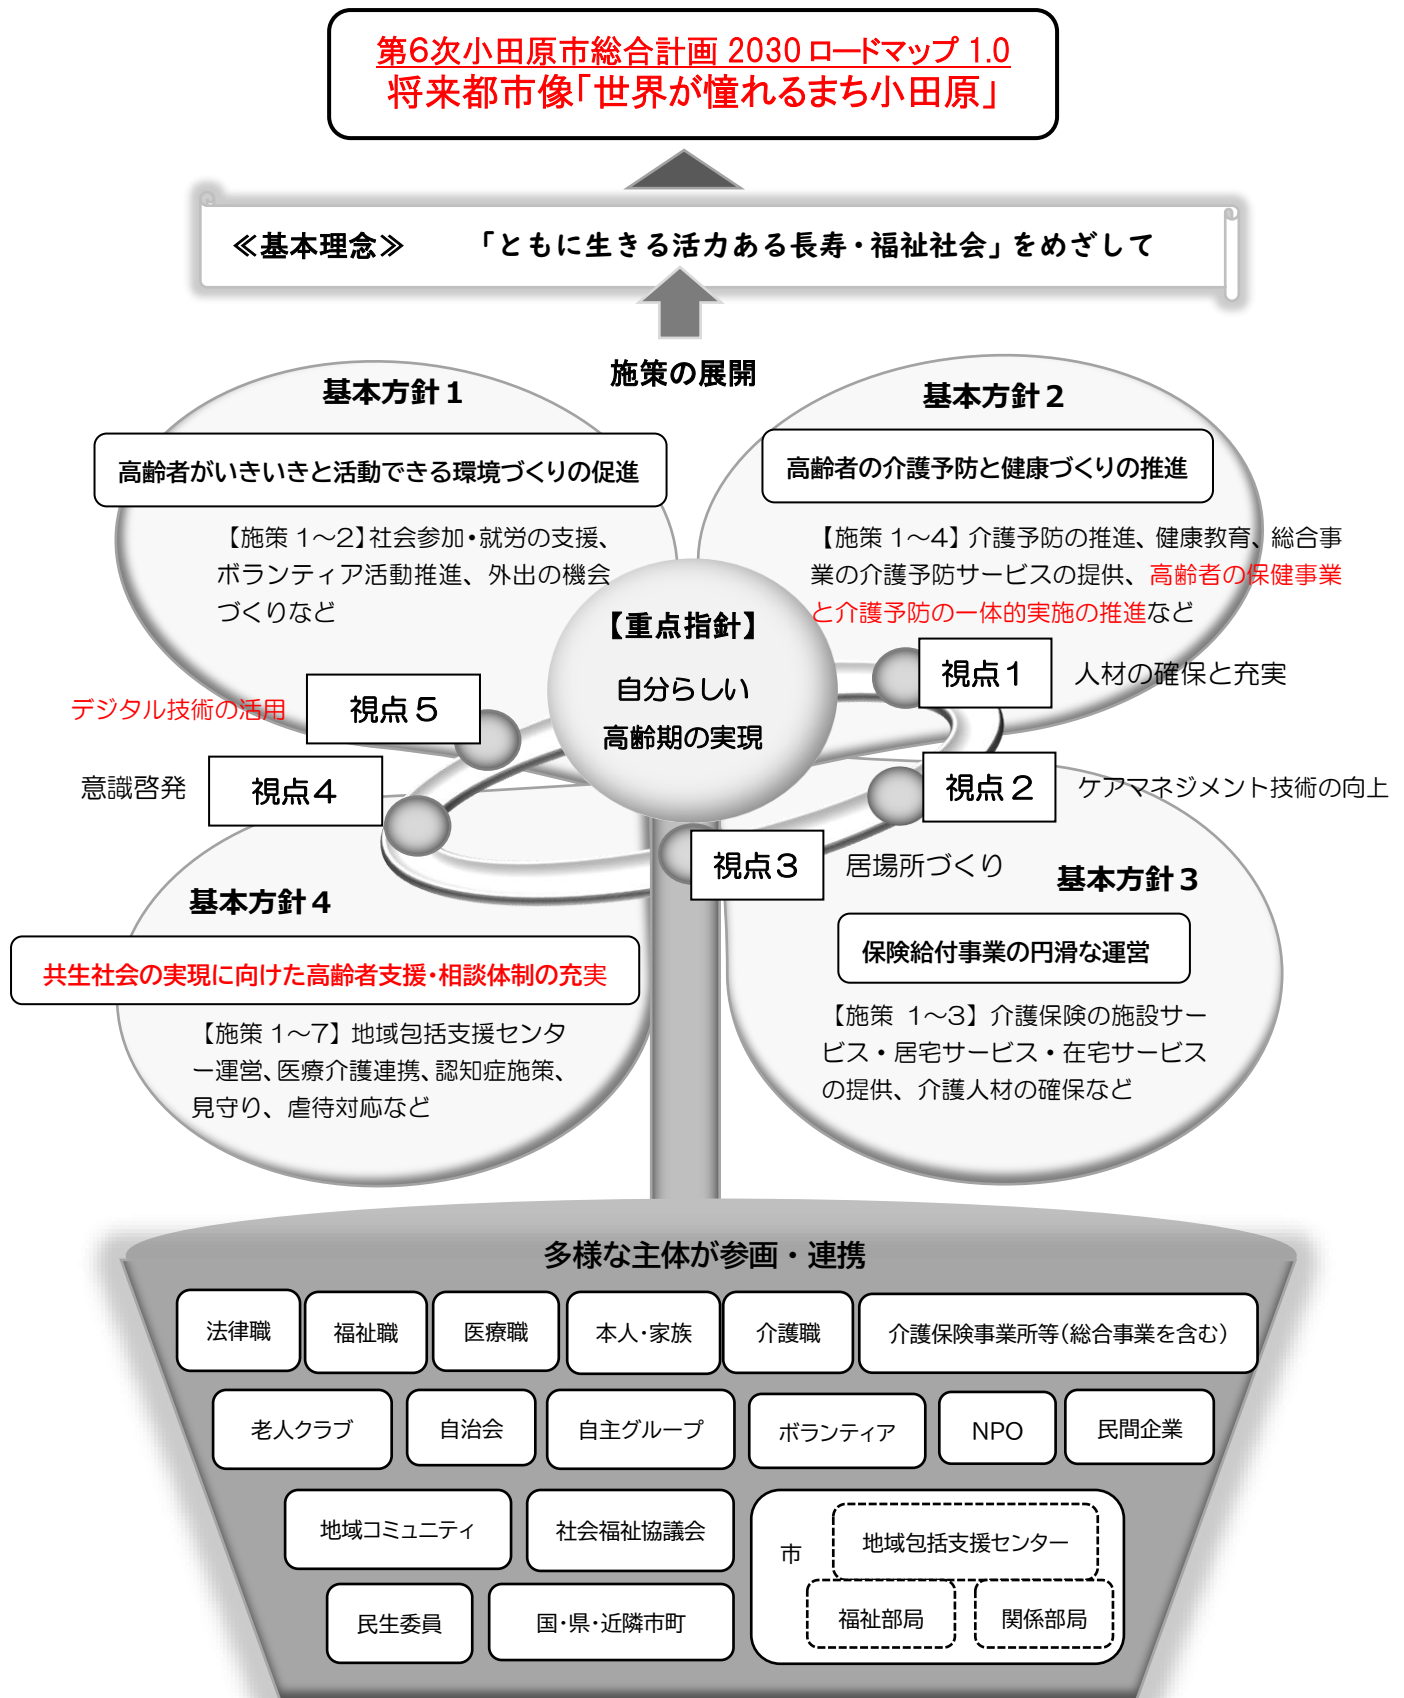 第6次小田原市総合計画 2030 ロードマップ 1.0
将来都市像「世界が憧れるまち小田原」
≪基本理念≫ 「ともに生きる活力ある長寿・福祉社会」をめざして
施策の展開
基本方針１
高齢者がいきいきと活動できる環境づくりの促進
【施策 1～2】社会参加・就労の支援、
ボランティア活動推進、外出の機会
づくりなど
基本方針２
高齢者の介護予防と健康づくりの推進
【施策 1～4】介護予防の推進、健康教育、総合事
業の介護予防サービスの提供、高齢者の保健事業
と介護予防の一体的実施の推進など
【重点指針】
自分らしい
高齢期の実現
視点１
人材の確保と充実
視点２
ケアマネジメント技術の向上
視点３
居場所づくり
視点４
意識啓発
視点５
デジタル技術の活用
基本方針３
保険給付事業の円滑な運営
【施策 1～3】介護保険の施設サー
ビス・居宅サービス・在宅サービス
の提供、介護人材の確保など
基本方針４
共生社会の実現に向けた高齢者支援・相談体制の充実
【施策 1～7】地域包括支援センタ
ー運営、医療介護連携、認知症施策、
見守り、虐待対応など
多様な主体が参画・連携
法律職
福祉職
医療職
本人・家族
介護職
介護保険事業所等（総合事業を含む）
老人クラブ
自治会
自主グループ
ボランティア
NPO
民間企業
地域コミュニティ
社会福祉協議会
市
地域包括支援センター
福祉部局
関係部局
民生委員
国・県・近隣市町